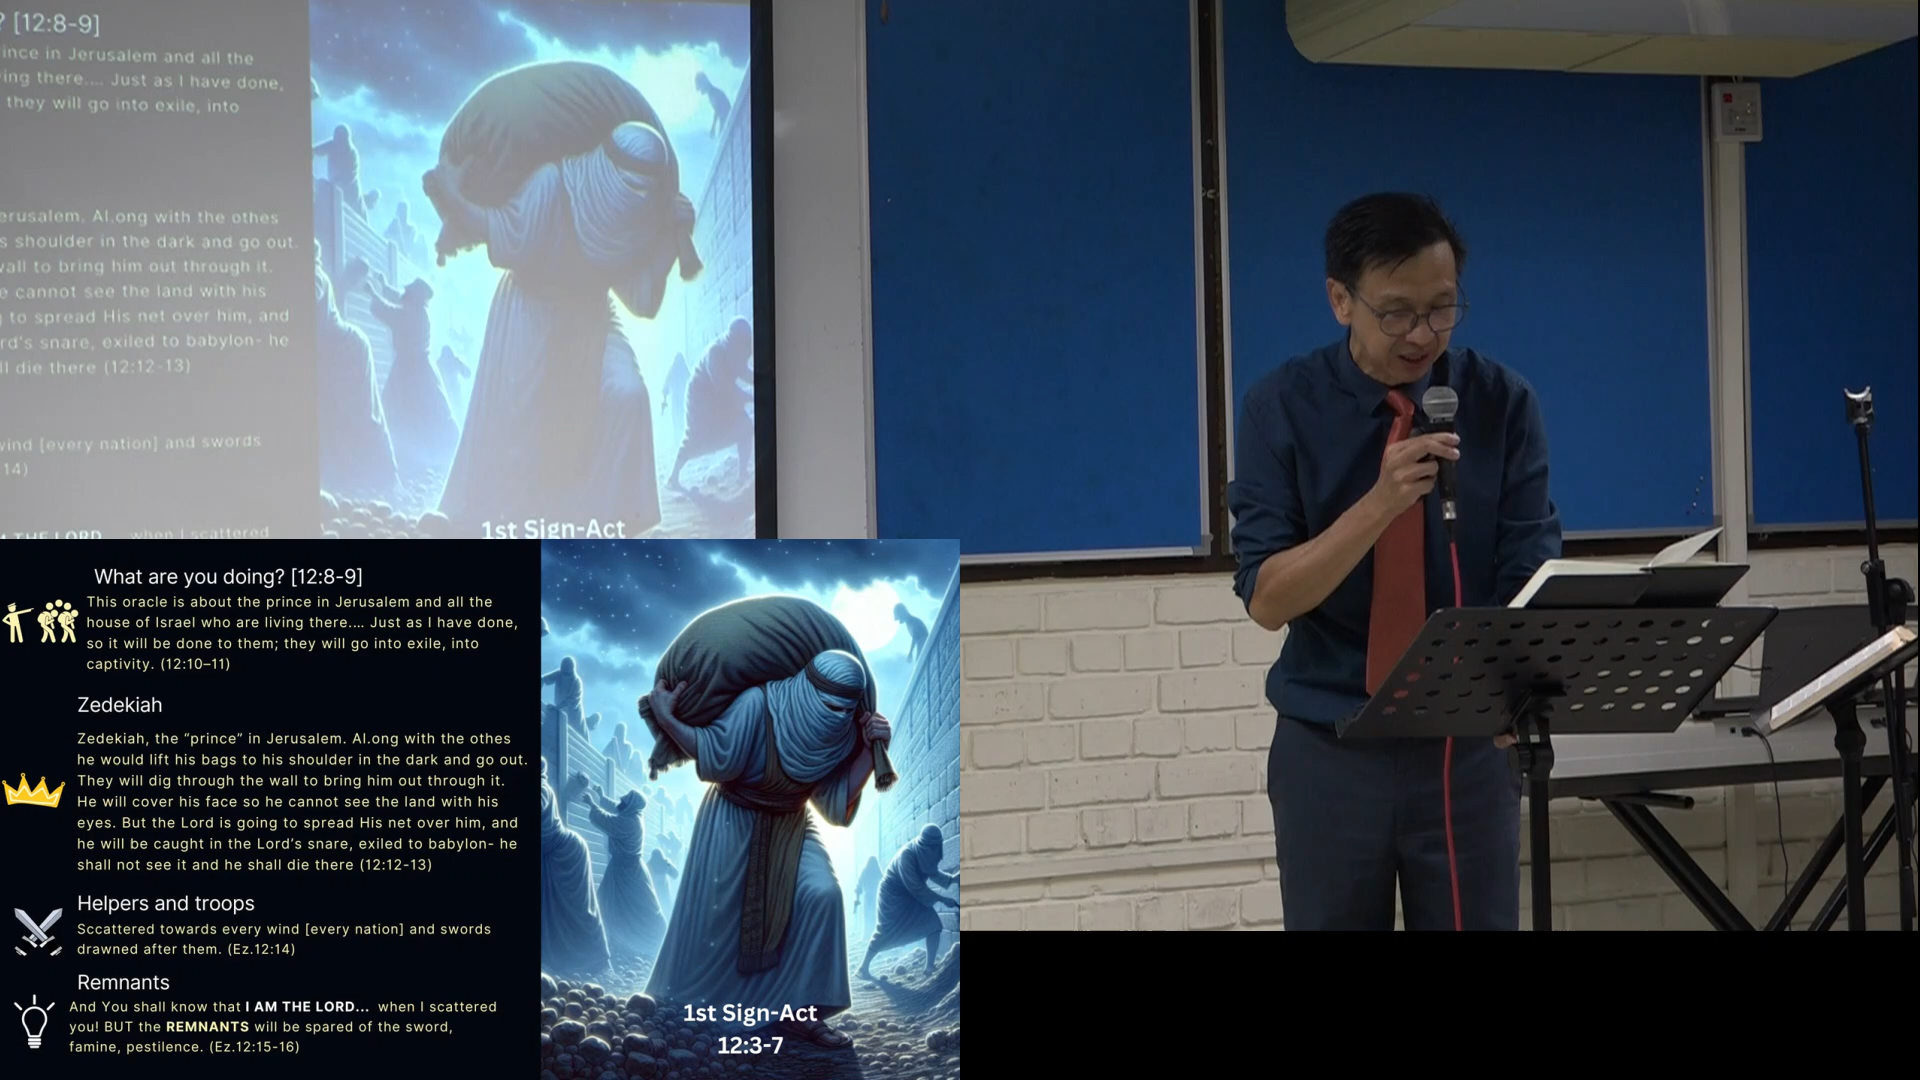 ? [12:8-9]
ince in Jerusalem and all the
ving there.... Just as I have done,
they will go into exile, into
erusalem. Al.ong with the othes
s shoulder in the dark and go out.
vall to bring him out through it.
e cannot see the land with his
g to spread His net over him, and
rd's snare, exiled to babylon- he
ll die there (12:12-13)
wind [every nation] and swords
:14)
M THE LORD... when I scattered
1st Sign-Act
What are you doing? [12:8-9]
This oracle is about the prince in Jerusalem and all the
house of Israel who are living there.... Just as I have done,
so it will be done to them; they will go into exile, into
captivity. (12:10–11)
Zedekiah
Zedekiah, the “prince” in Jerusalem. Al.ong with the othes
he would lift his bags to his shoulder in the dark and go out.
They will dig through the wall to bring him out through it.
He will cover his face so he cannot see the land with his
eyes. But the Lord is going to spread His net over him, and
he will be caught in the Lord's snare, exiled to babylon- he
shall not see it and he shall die there (12:12-13)
Helpers and troops
Sccattered towards every wind [every nation] and swords
drawned after them. (Ez.12:14)
Remnants
And You shall know that I AM THE LORD... when I scattered
you! BUT the REMNANTS will be spared of the sword,
famine, pestilence. (Ez.12:15-16)
1st Sign-Act
12:3-7